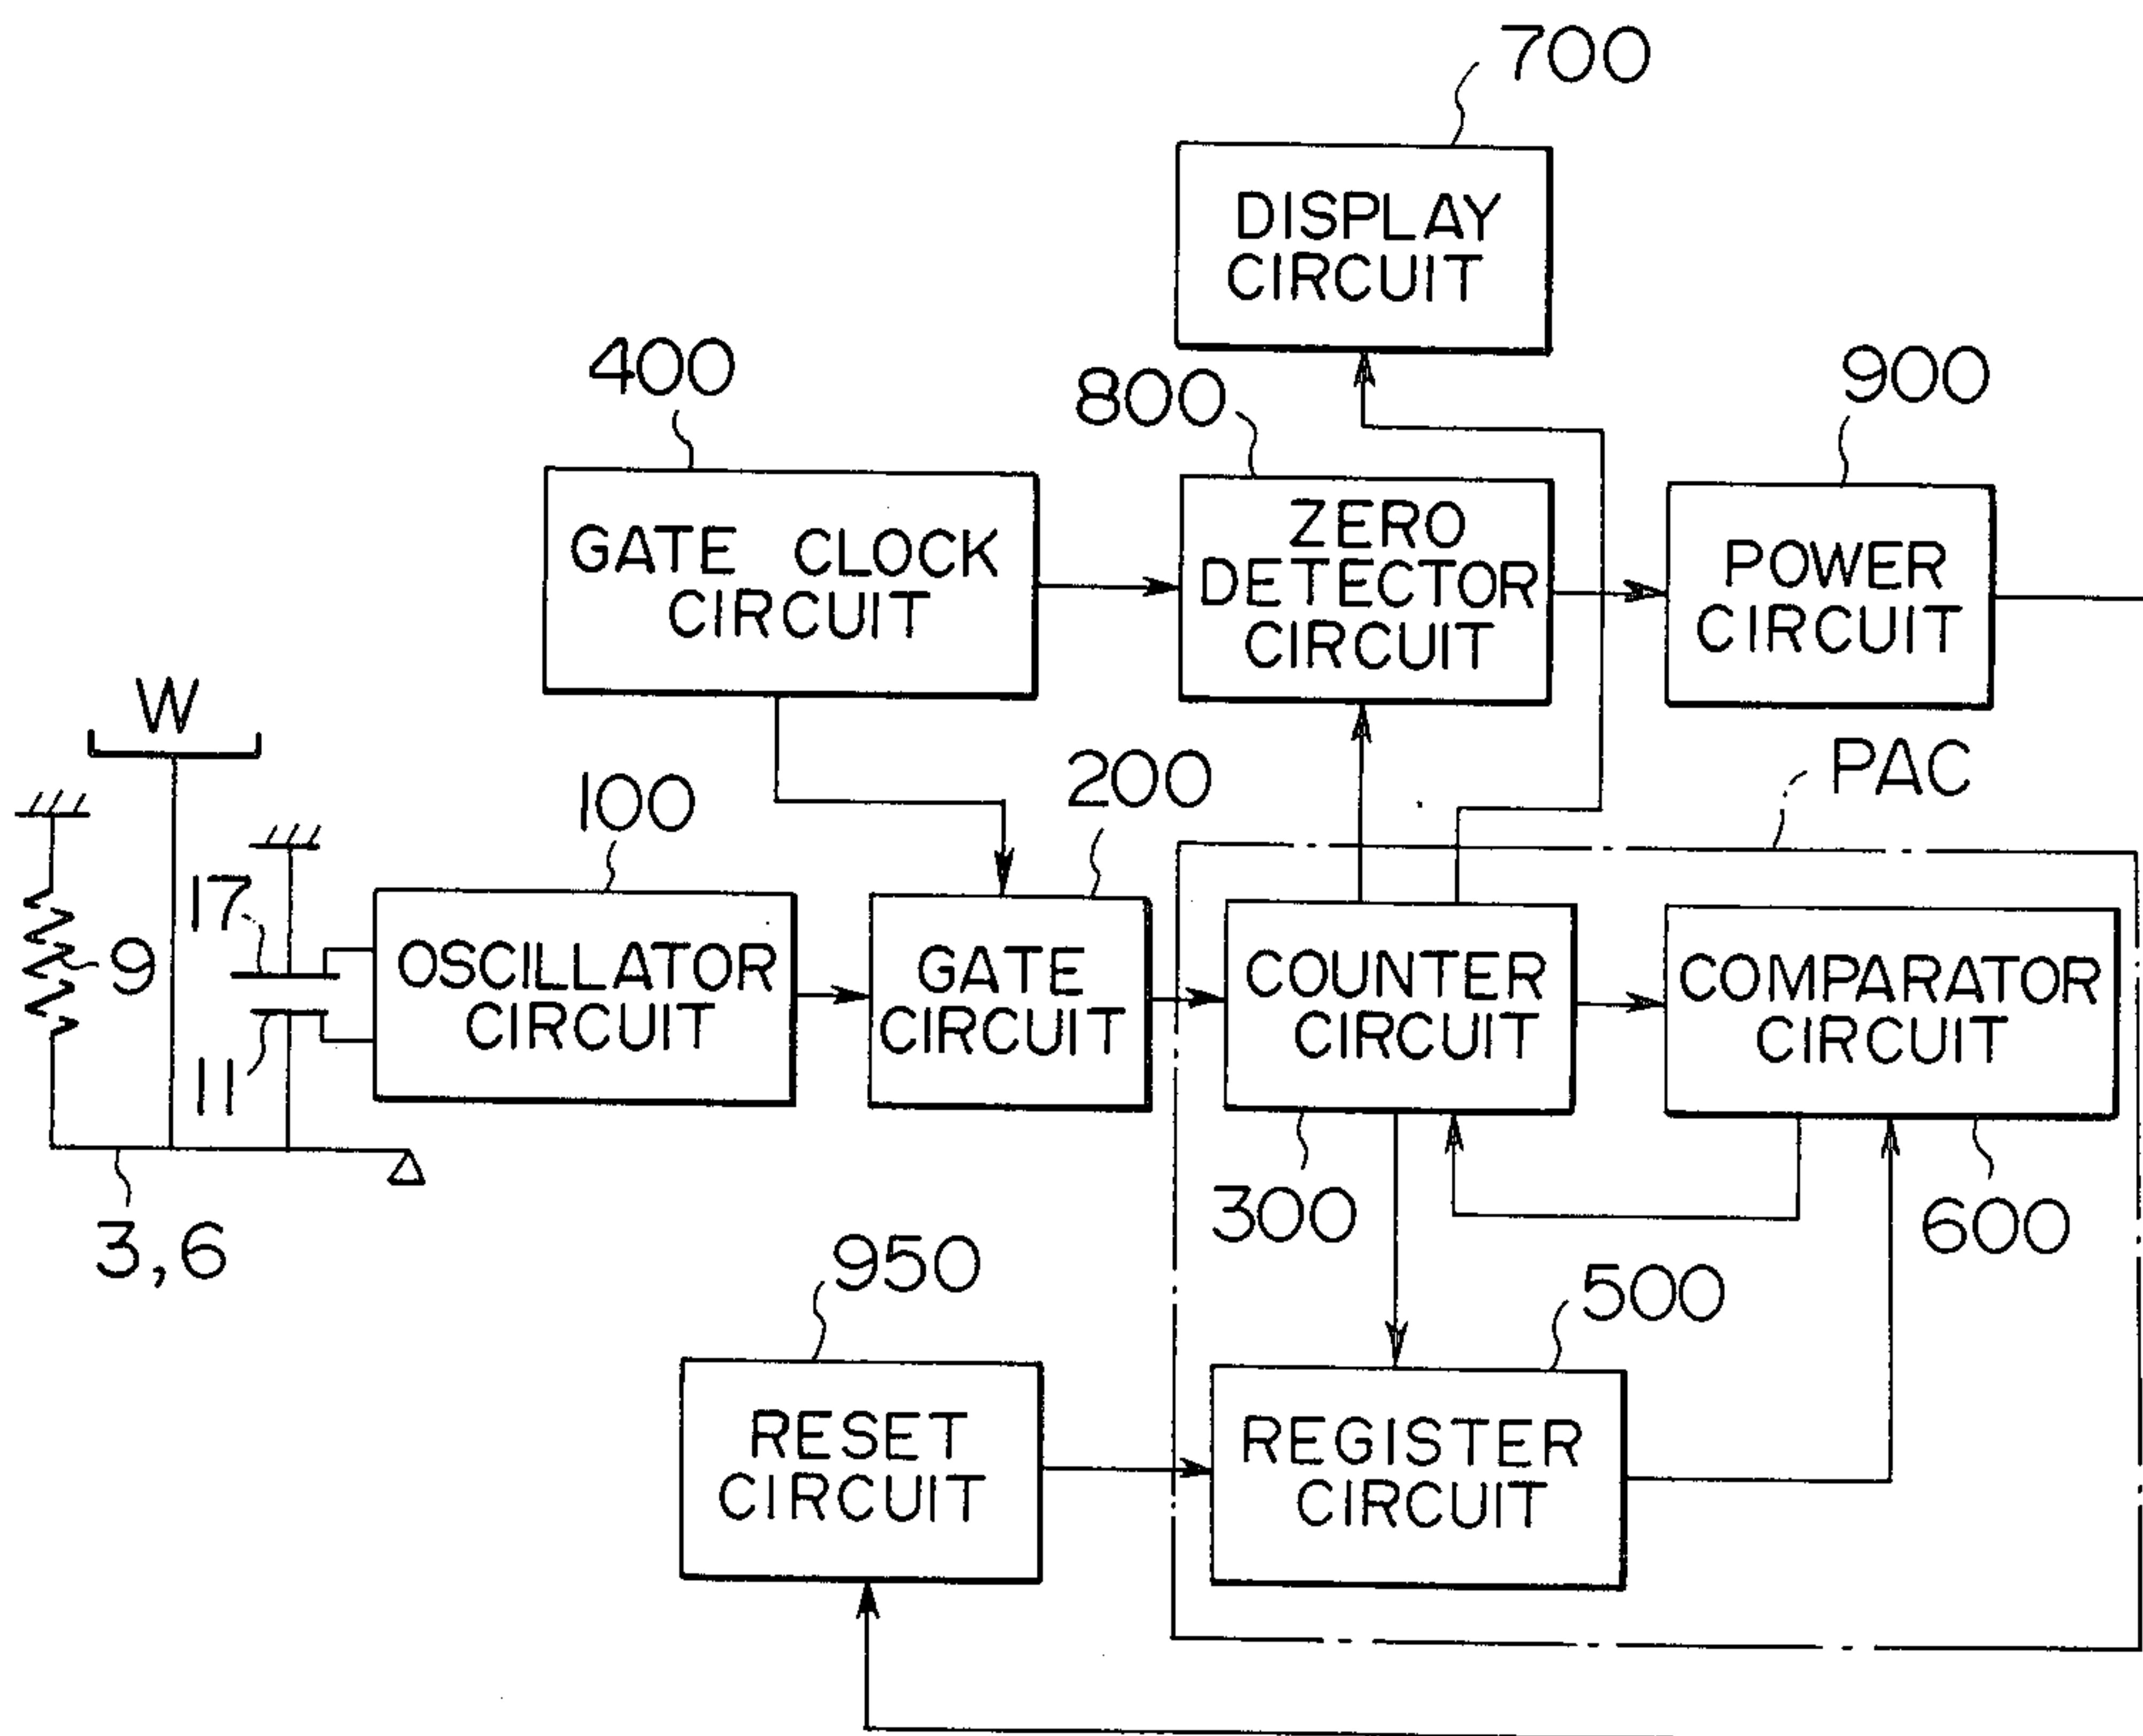 700
DISPLAY
CIRCUIT
400
800
900
GATE CLOCK
CIRCUIT
ZERO
DETECTOR
CIRCUIT
POWER
CIRCUIT
W
PAC
100
200
17
9
11
OSCILLATOR
CIRCUIT
GATE
CIRCUIT
COUNTER
CIRCUIT
COMPARATOR
CIRCUIT
3,6
300
600
950
500
RESET
CIRCUIT
REGISTER
CIRCUIT